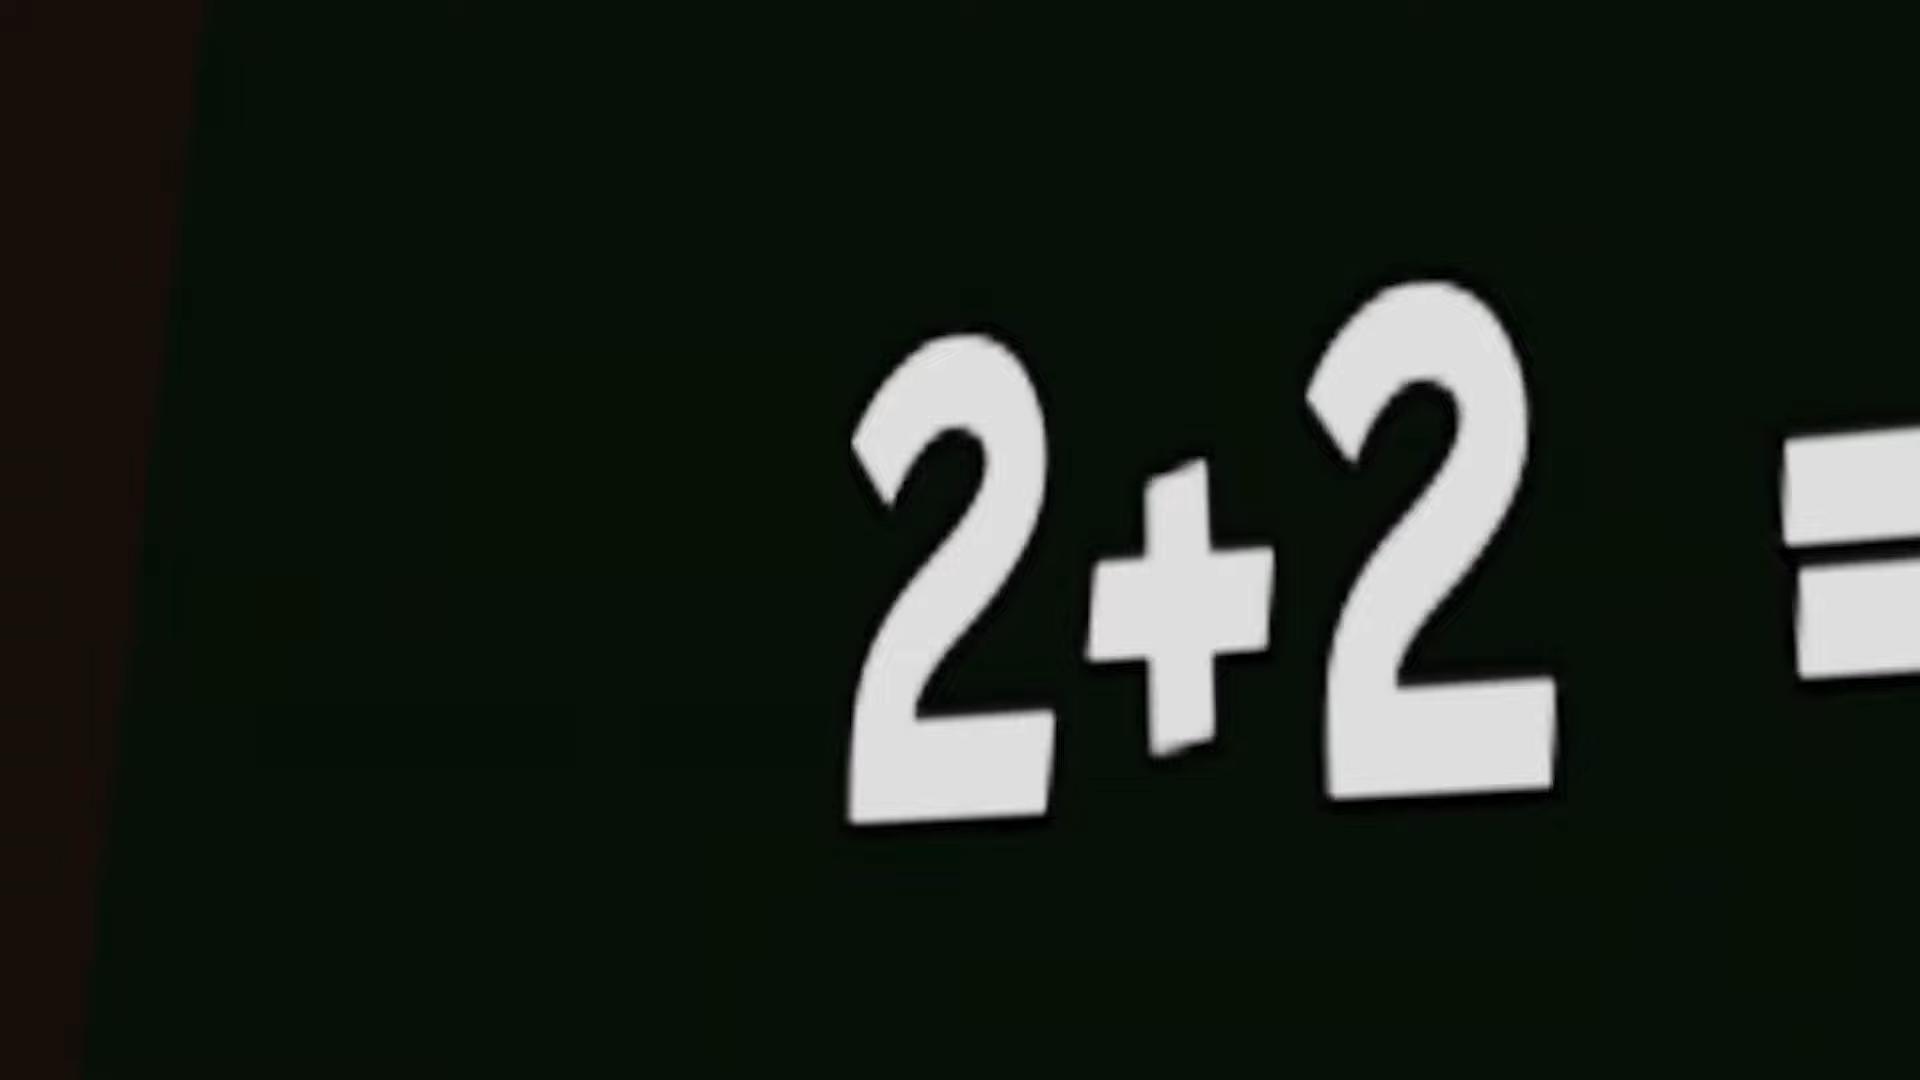 2+2 =